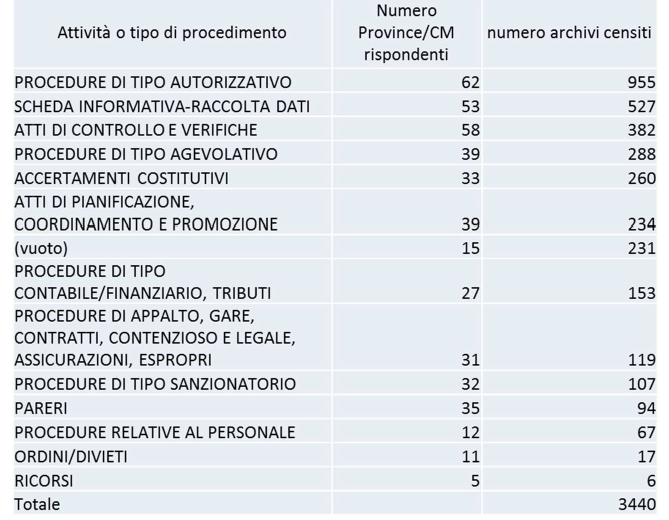 Attività o tipo di procedimento Numero Province/CM rispondenti numero archivi censiti
PROCEDURE DI TIPO AUTORIZZATIVO 62 955
SCHEDA INFORMATIVA-RACCOLTA DATI 53 527
ATTI DI CONTROLLO E VERIFICHE 58 382
PROCEDURE DI TIPO AGEVOLATIVO 39 288
ACCERTAMENTI COSTITUTIVI 33 260
ATTI DI PIANIFICAZIONE,
COORDINAMENTO E PROMOZIONE 39 234
(vuoto) 15 231
PROCEDURE DI TIPO
CONTABILE/FINANZIARIO, TRIBUTI 27 153
PROCEDURE DI APPALTO, GARE,
CONTRATTI, CONTENZIOSO E LEGALE,
ASSICURAZIONI, ESPROPRI 31 119
PROCEDURE DI TIPO SANZIONATORIO 32 107
PARERI 35 94
PROCEDURE RELATIVE AL PERSONALE 12 67
ORDINI/DIVIETI 11 17
RICORSI 5 6
Totale 3440